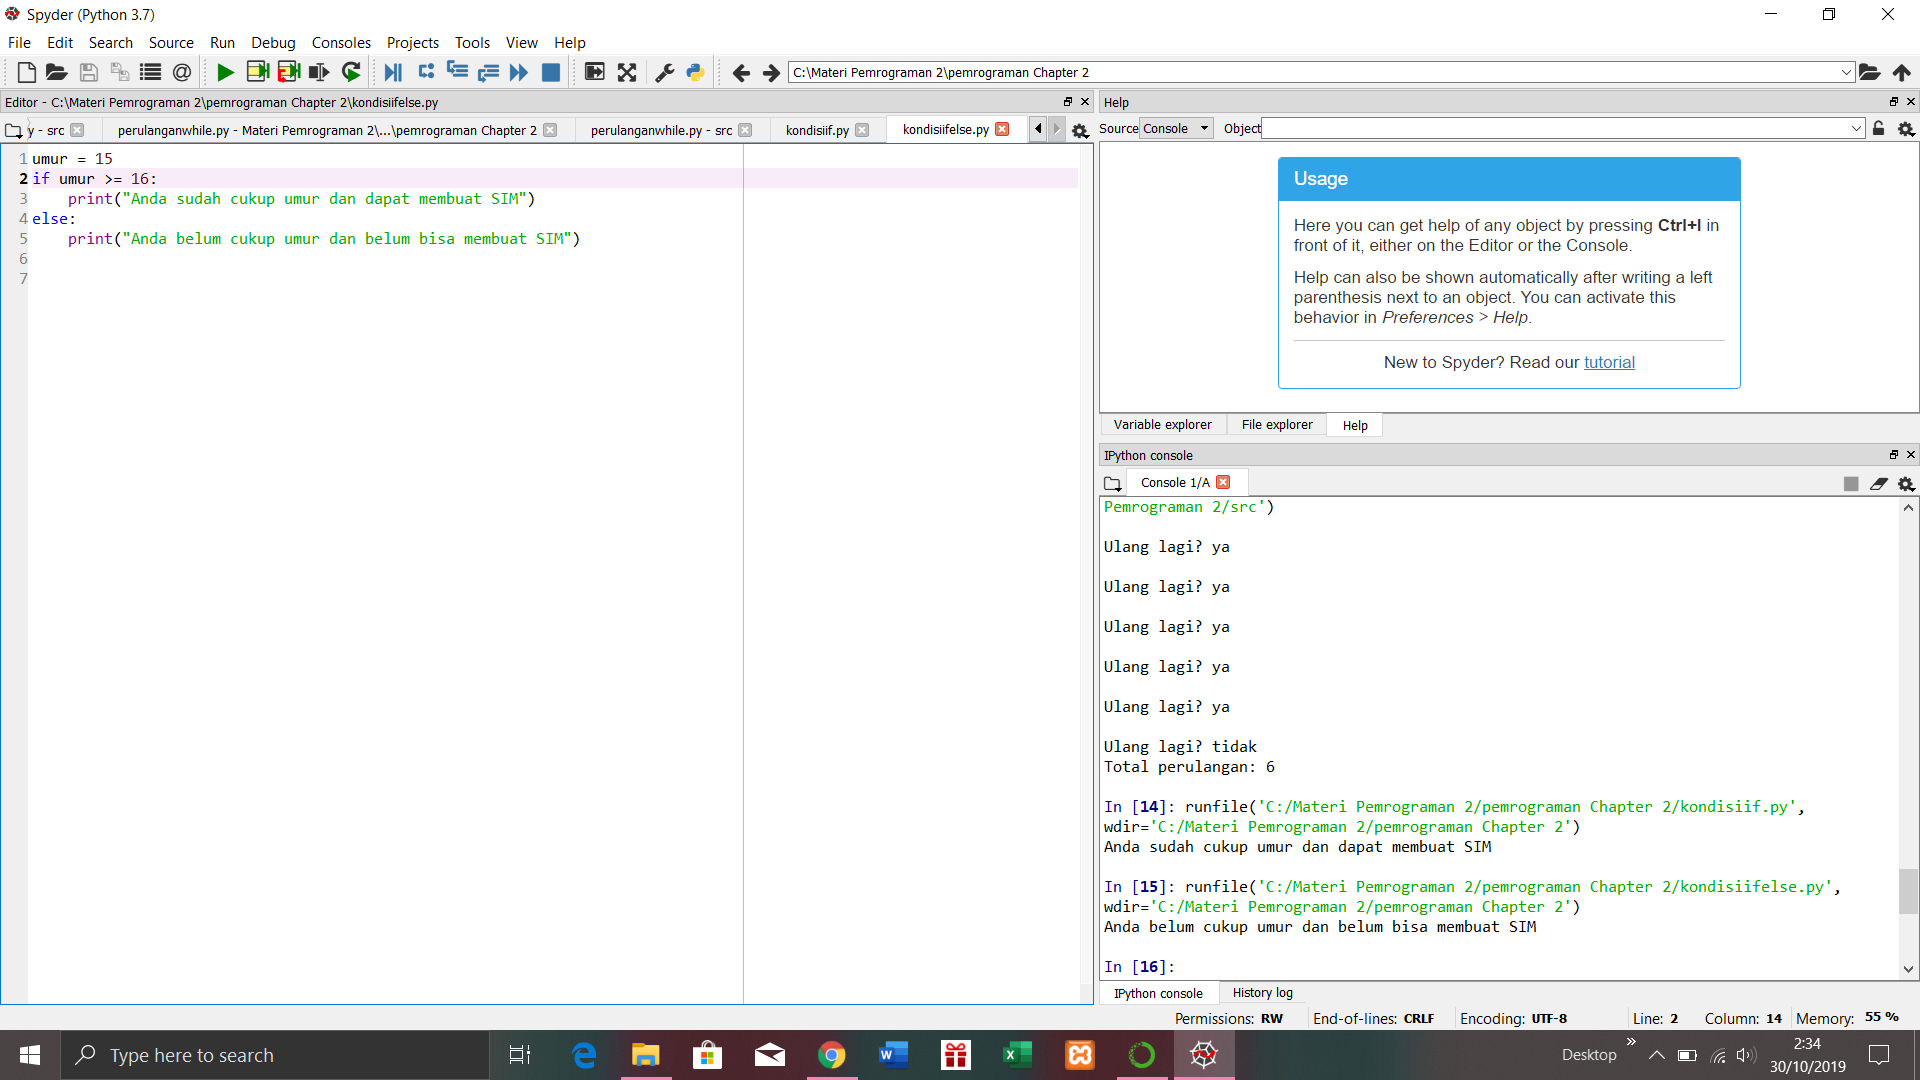 Spyder (Python 3.7)
File Edit Search Source Run Debug Consoles Projects Tools View Help
C:\Materi Pemrograman 2\pemrograman Chapter 2
Editor - C:\Materi Pemrograman 2\pemrograman Chapter 2\kondisiifelse.py
y - src perulanganwhile.py - Materi Pemrograman 2\...\pemrograman Chapter 2 perulanganwhile.py - src kondisiif.py kondisiifelse.py
1 umur = 15
2 if umur >= 16:
3 print("Anda sudah cukup umur dan dapat membuat SIM")
4 else:
5 print("Anda belum cukup umur dan belum bisa membuat SIM")
6
7
Help
Source Console Object
Usage
Here you can get help of any object by pressing Ctrl+I in
front of it, either on the Editor or the Console.
Help can also be shown automatically after writing a left
parenthesis next to an object. You can activate this
behavior in Preferences > Help.
New to Spyder? Read our tutorial
Variable explorer File explorer Help
IPython console
Console 1/A
Pemrograman 2/src')
Ulang lagi? ya
Ulang lagi? ya
Ulang lagi? ya
Ulang lagi? ya
Ulang lagi? ya
Ulang lagi? tidak
Total perulangan: 6
In [14]: runfile('C:/Materi Pemrograman 2/pemrograman Chapter 2/kondisiif.py',
wdir='C:/Materi Pemrograman 2/pemrograman Chapter 2')
Anda sudah cukup umur dan dapat membuat SIM
In [15]: runfile('C:/Materi Pemrograman 2/pemrograman Chapter 2/kondisiifelse.py',
wdir='C:/Materi Pemrograman 2/pemrograman Chapter 2')
Anda belum cukup umur dan belum bisa membuat SIM
In [16]:
IPython console History log
Permissions: RW End-of-lines: CRLF Encoding: UTF-8 Line: 2 Column: 14 Memory: 55 %
Type here to search
Desktop
2:34
30/10/2019